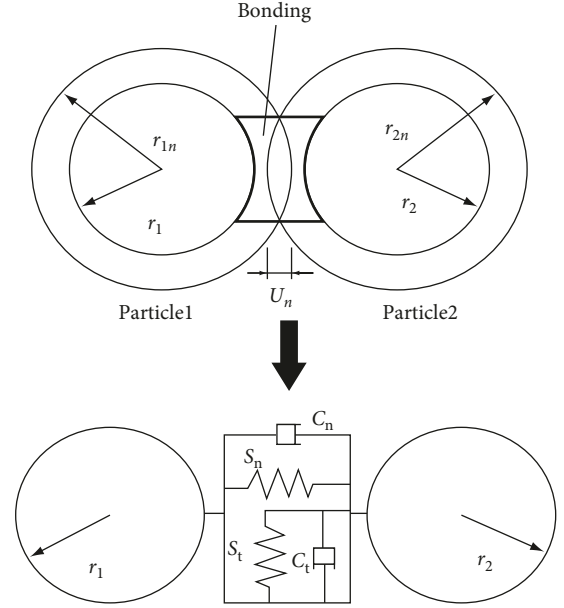 Bonding
r1n
r2n
r1
r2
Un
Particle1
Particle2
Cn
Sn
St
Ct
r1
r2